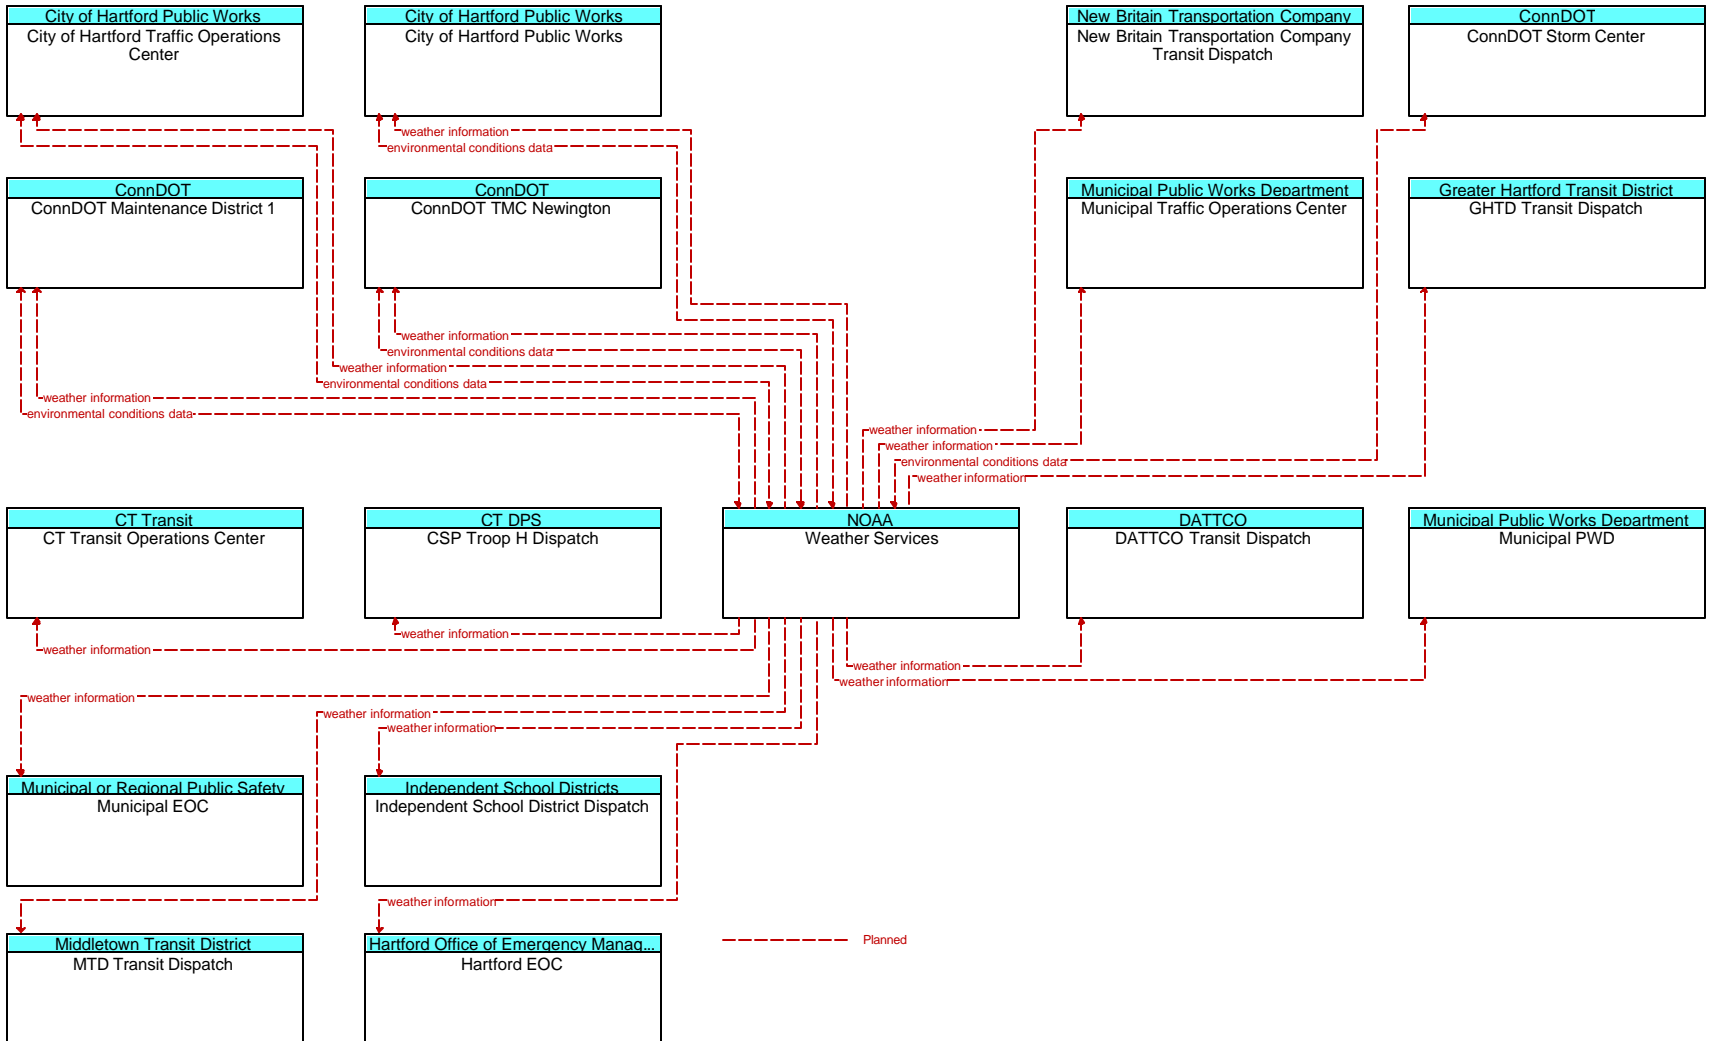 City of Hartford Public Works
City of Hartford Traffic Operations
Center
City of Hartford Public Works
City of Hartford Public Works
New Britain Transportation Company
New Britain Transportation Company
Transit Dispatch
ConnDOT
ConnDOT Storm Center
weather information
environmental conditions data
ConnDOT
ConnDOT Maintenance District 1
ConnDOT
ConnDOT TMC Newington
Municipal Public Works Department
Municipal Traffic Operations Center
Greater Hartford Transit District
GHTD Transit Dispatch
weather information
environmental conditions data
weather information
environmental conditions data
weather information
environmental conditions data
weather information
weather information
environmental conditions data
weather information
CT Transit
CT Transit Operations Center
CT DPS
CSP Troop H Dispatch
NOAA
Weather Services
DATTCO
DATTCO Transit Dispatch
Municipal Public Works Department
Municipal PWD
weather information
weather information
weather information
weather information
weather information
weather information
weather information
Municipal or Regional Public Safety
Municipal EOC
Independent School Districts
Independent School District Dispatch
weather information
Middletown Transit District
MTD Transit Dispatch
Hartford Office of Emergency Manag...
Hartford EOC
Planned